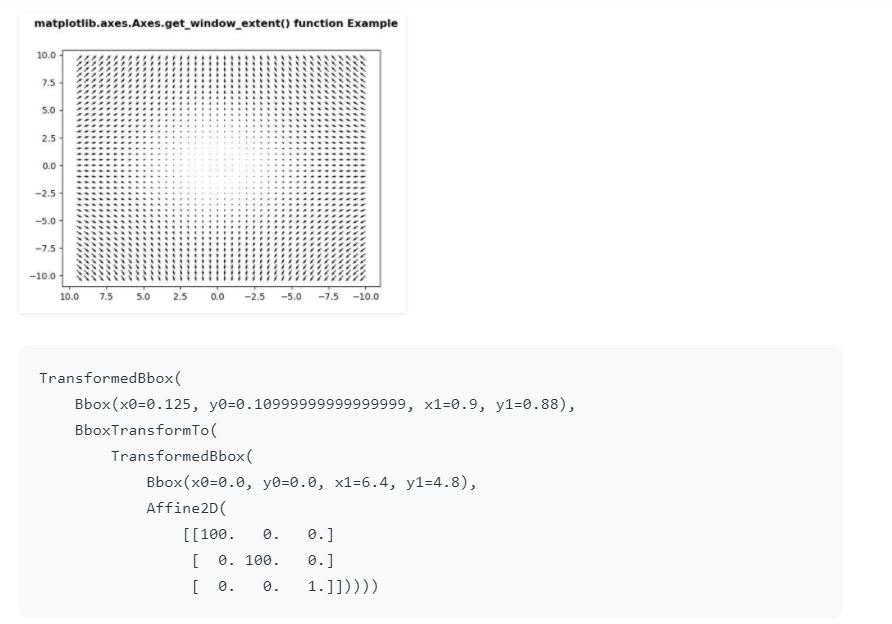 matplotlib.axes.Axes.get_window_extent() function Example
10.0
7.5
5.0
2.5
0.0
−2.5
−5.0
−7.5
−10.0
10.0 7.5 5.0 2.5 0.0 −2.5 −5.0 −7.5 −10.0
TransformedBbox(
    Bbox(x0=0.125, y0=0.10999999999999999, x1=0.9, y1=0.88),
    BboxTransformTo(
        TransformedBbox(
            Bbox(x0=0.0, y0=0.0, x1=6.4, y1=4.8),
            Affine2D(
                [[100.   0.   0.]
                 [  0. 100.   0.]
                 [  0.   0.   1.]]))))